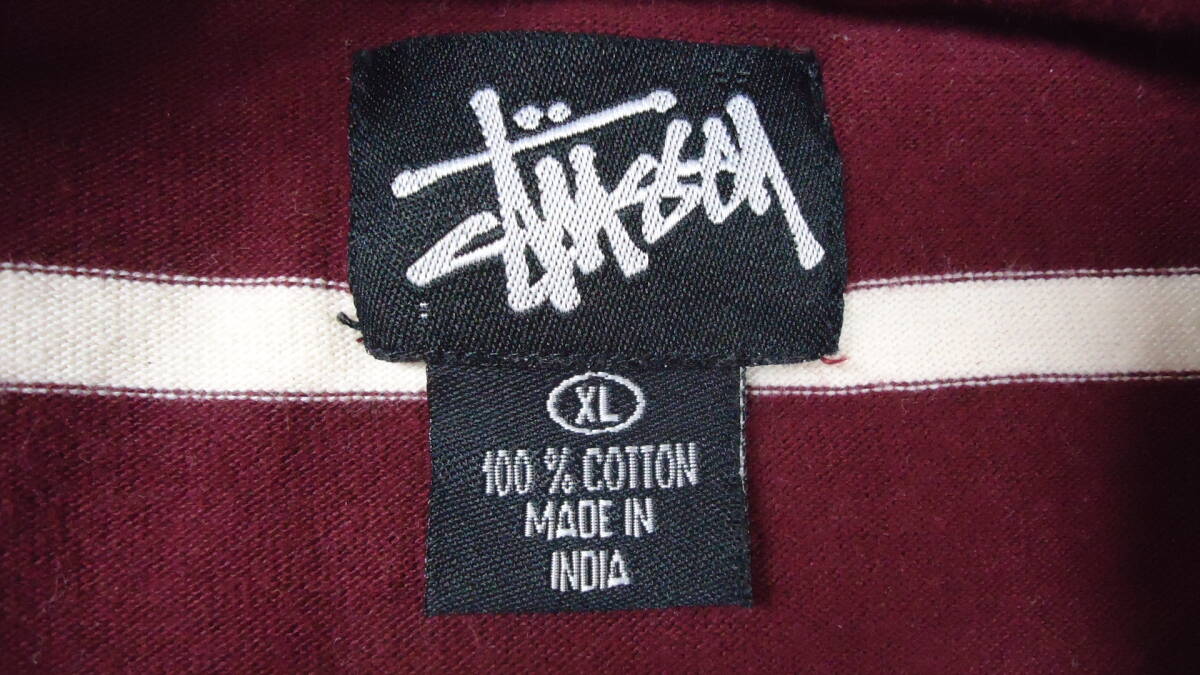 Stüssy
XL
100 % COTTON
MADE IN
INDIA